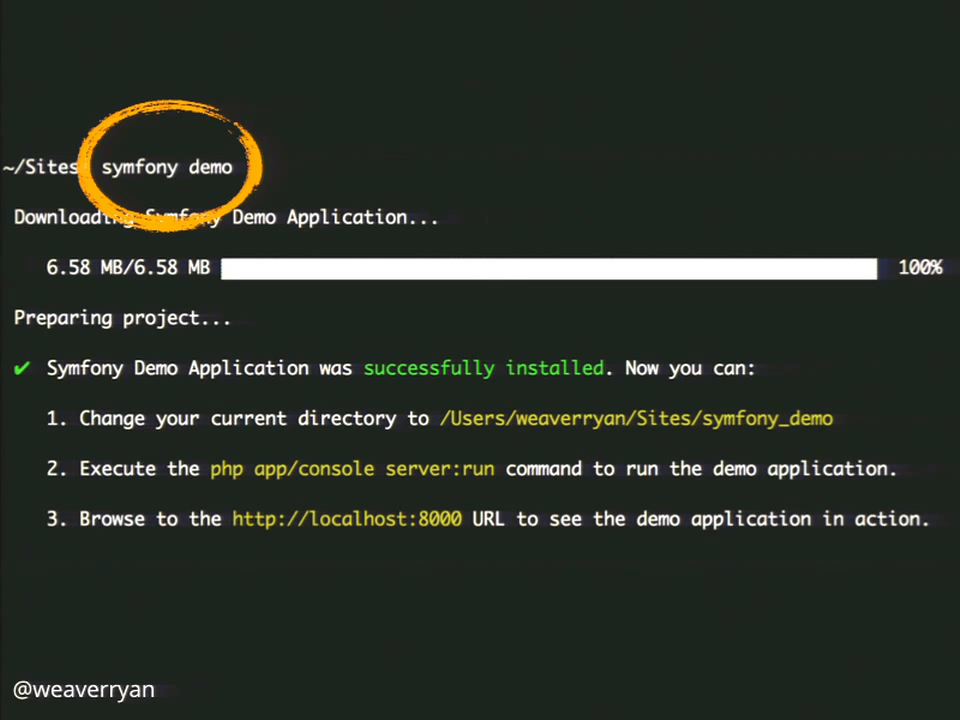 ~/Sites symfony demo
Downloading Symfony Demo Application...
6.58 MB/6.58 MB 100%
Preparing project...
✔ Symfony Demo Application was successfully installed. Now you can:
1. Change your current directory to /Users/weaverryan/Sites/symfony_demo
2. Execute the php app/console server:run command to run the demo application.
3. Browse to the http://localhost:8000 URL to see the demo application in action.
@weaverryan